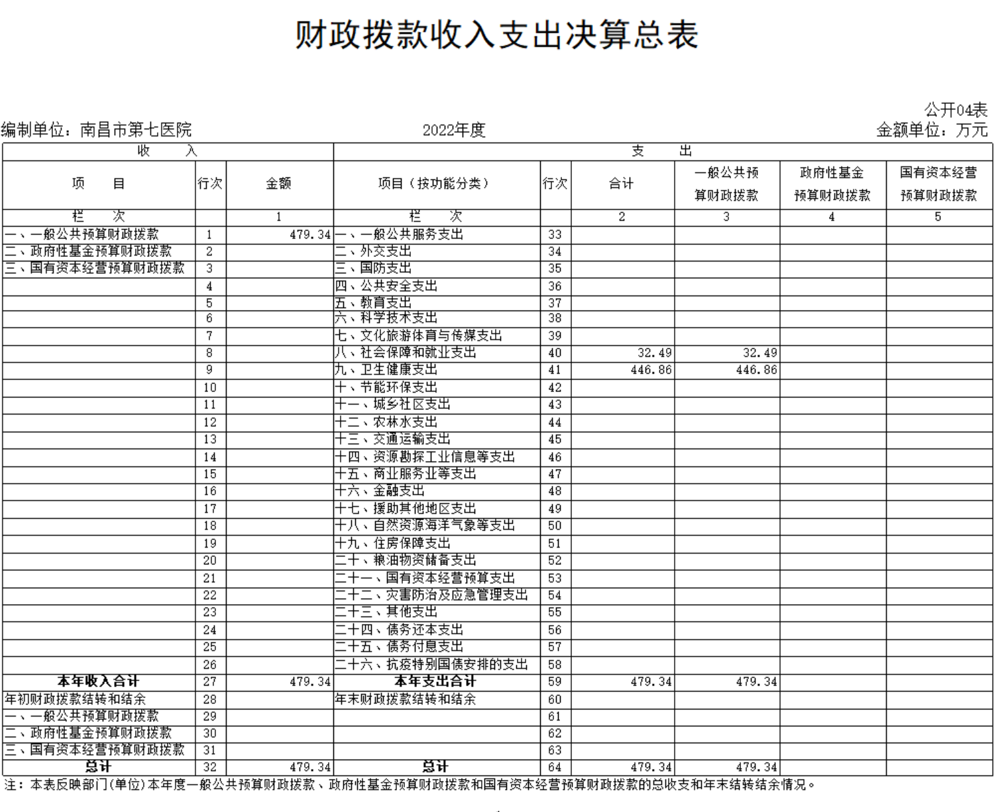 财政拨款收入支出决算总表
公开04表
编制单位：南昌市第七医院 2022年度 金额单位：万元
收 入 支 出
项 目 行次 金额 项目（按功能分类） 行次 合计 一般公共预算财政拨款 政府性基金预算财政拨款 国有资本经营预算财政拨款
栏 次 1 栏 次 2 3 4 5
一、一般公共预算财政拨款 1 479.34 一、一般公共服务支出 33
二、政府性基金预算财政拨款 2 二、外交支出 34
三、国有资本经营预算财政拨款 3 三、国防支出 35
4 四、公共安全支出 36
5 五、教育支出 37
6 六、科学技术支出 38
7 七、文化旅游体育与传媒支出 39
8 八、社会保障和就业支出 40 32.49 32.49
9 九、卫生健康支出 41 446.86 446.86
10 十、节能环保支出 42
11 十一、城乡社区支出 43
12 十二、农林水支出 44
13 十三、交通运输支出 45
14 十四、资源勘探工业信息等支出 46
15 十五、商业服务业等支出 47
16 十六、金融支出 48
17 十七、援助其他地区支出 49
18 十八、自然资源海洋气象等支出 50
19 十九、住房保障支出 51
20 二十、粮油物资储备支出 52
21 二十一、国有资本经营预算支出 53
22 二十二、灾害防治及应急管理支出 54
23 二十三、其他支出 55
24 二十四、债务还本支出 56
25 二十五、债务付息支出 57
26 二十六、抗疫特别国债安排的支出 58
本年收入合计 27 479.34 本年支出合计 59 479.34 479.34
年初财政拨款结转和结余 28 年末财政拨款结转和结余 60
一、一般公共预算财政拨款 29 61
二、政府性基金预算财政拨款 30 62
三、国有资本经营预算财政拨款 31 63
总计 32 479.34 总计 64 479.34 479.34
注：本表反映部门(单位)本年度一般公共预算财政拨款、政府性基金预算财政拨款和国有资本经营预算财政拨款的总收支和年末结转结余情况。